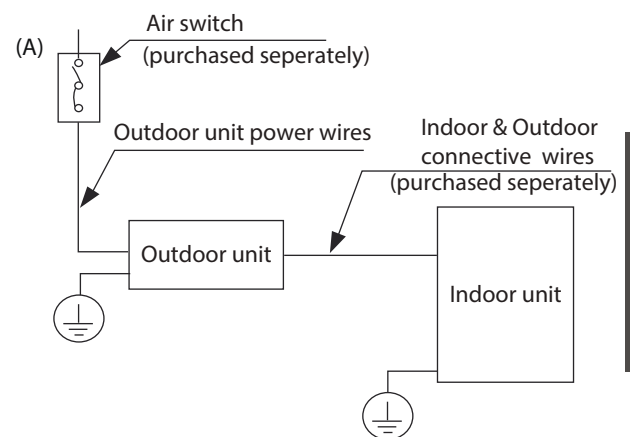 (A)
Air switch
(purchased seperately)
Outdoor unit power wires
Indoor & Outdoor
connective wires
(purchased seperately)
Outdoor unit
Indoor unit